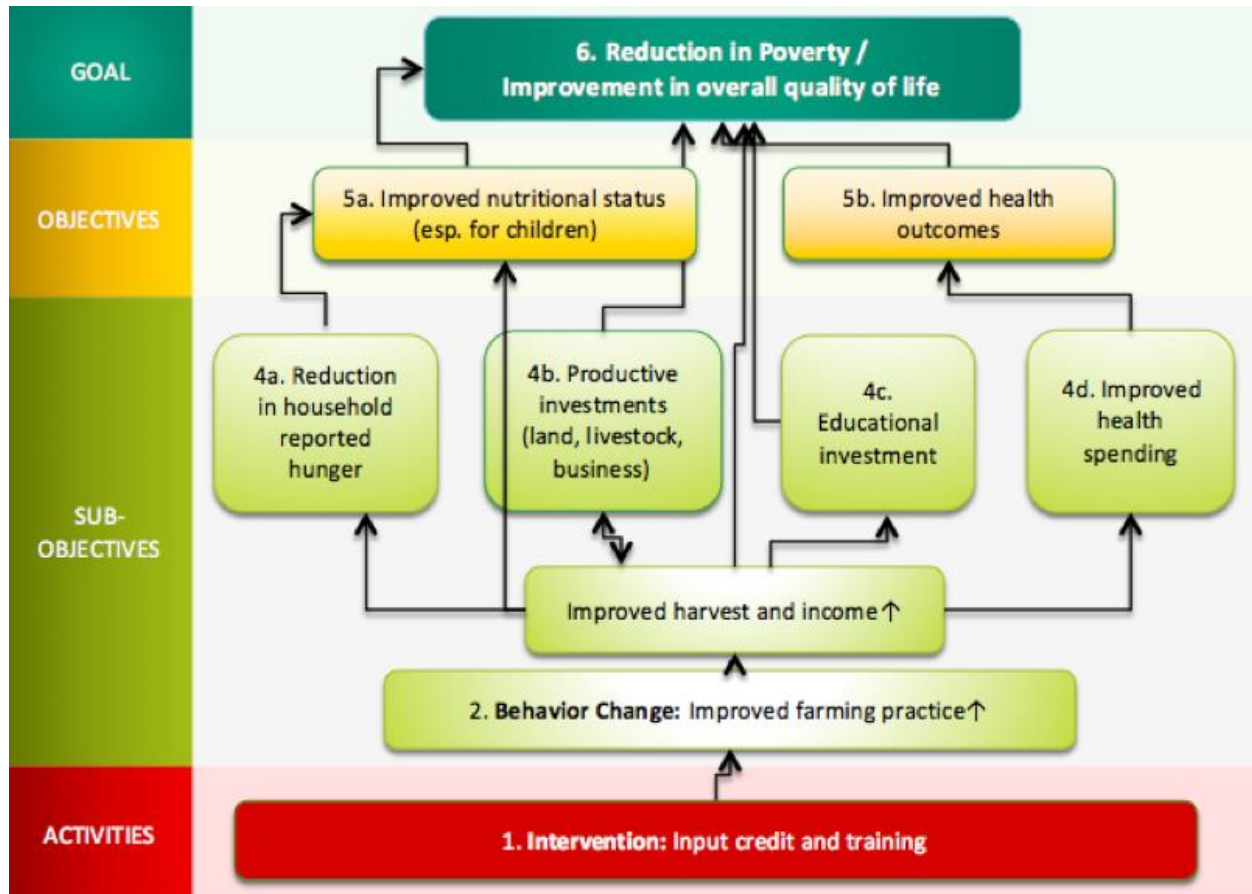 GOAL
6. Reduction in Poverty /
Improvement in overall quality of life
OBJECTIVES
5a. Improved nutritional status
(esp. for children)
5b. Improved health
outcomes
SUB-
OBJECTIVES
4a. Reduction
in household
reported
hunger
4b. Productive
investments
(land, livestock,
business)
4c.
Educational
investment
4d. Improved
health
spending
Improved harvest and income↑
2. Behavior Change: Improved farming practice↑
ACTIVITIES
1. Intervention: Input credit and training